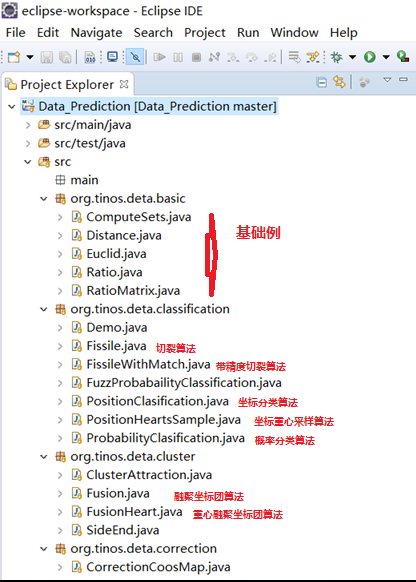 eclipse-workspace - Eclipse IDE
File Edit Navigate Search Project Run Window Help
Project Explorer
Data_Prediction [Data_Prediction master]
src/main/java
src/test/java
src
main
org.tinos.deta.basic
ComputeSets.java
Distance.java 基础例
Euclid.java
Ratio.java
RatioMatrix.java
org.tinos.deta.classification
Demo.java
Fissile.java 切裂算法
FissileWithMatch.java 带精度切裂算法
FuzzProbabailityClassification.java
PositionClasification.java 坐标分类算法
PositionHeartsSample.java 坐标重心采样算法
ProbabilityClasification.java 概率分类算法
org.tinos.deta.cluster
ClusterAttraction.java
Fusion.java 融聚坐标团算法
FusionHeart.java 重心融聚坐标团算法
SideEnd.java
org.tinos.deta.correction
CorrectionCoosMap.java